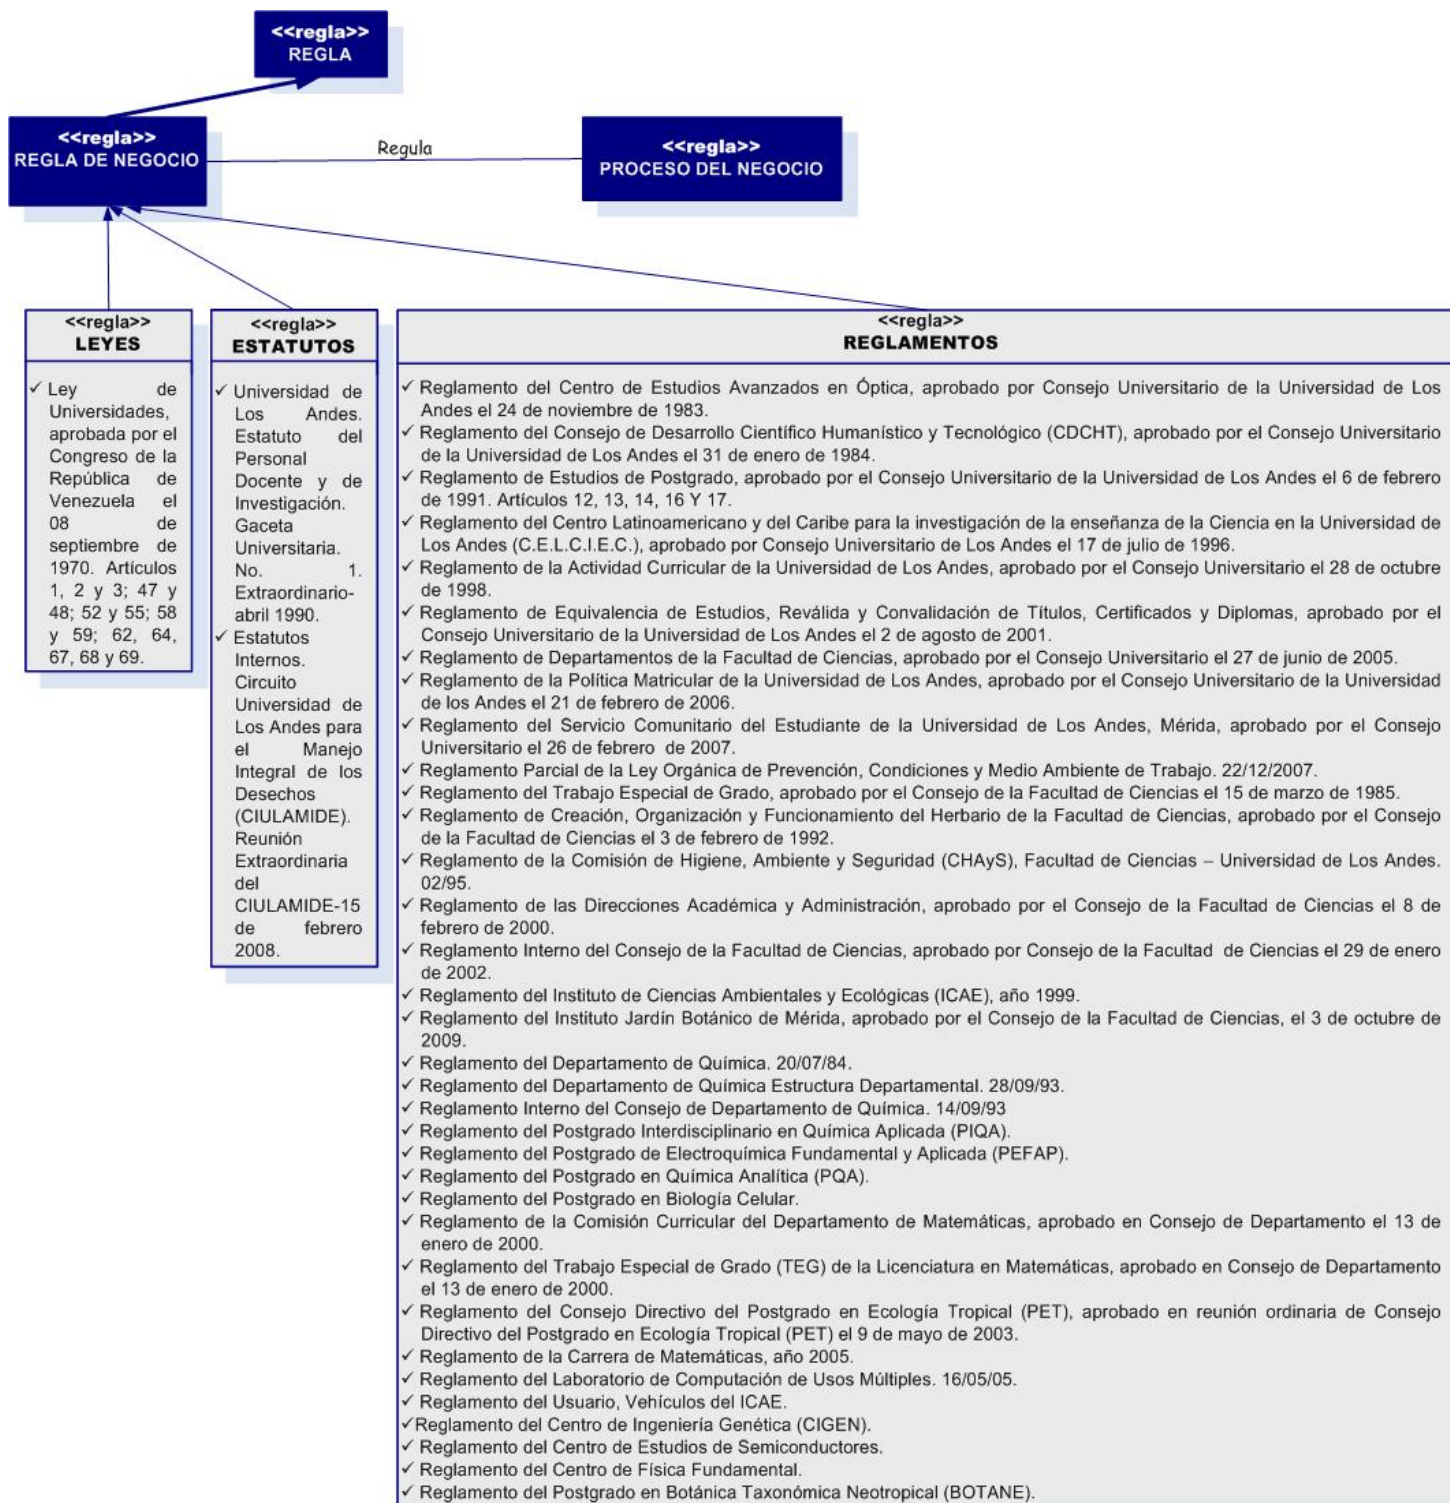 <<regla>>
REGLA
<<regla>>
REGLA DE NEGOCIO
Regula
<<regla>>
PROCESO DEL NEGOCIO
<<regla>>
LEYES
✓ Ley de
Universidades,
aprobada por el
Congreso de la
República de
Venezuela el
08 de
septiembre de
1970. Artículos
1, 2 y 3; 47 y
48; 52 y 55; 58
y 59; 62, 64,
67, 68 y 69.
<<regla>>
ESTATUTOS
✓ Universidad de
Los Andes.
Estatuto del
Personal
Docente y de
Investigación.
Gaceta
Universitaria.
No. 1.
Extraordinario-
abril 1990.
✓ Estatutos
Internos.
Circuito
Universidad de
Los Andes para
el Manejo
Integral de los
Desechos
(CIULAMIDE).
Reunión
Extraordinaria
del
CIULAMIDE-15
de febrero
2008.
<<regla>>
REGLAMENTOS
✓ Reglamento del Centro de Estudios Avanzados en Óptica, aprobado por Consejo Universitario de la Universidad de Los
Andes el 24 de noviembre de 1983.
✓ Reglamento del Consejo de Desarrollo Científico Humanístico y Tecnológico (CDCHT), aprobado por el Consejo Universitario
de la Universidad de Los Andes el 31 de enero de 1984.
✓ Reglamento de Estudios de Postgrado, aprobado por el Consejo Universitario de la Universidad de Los Andes el 6 de febrero
de 1991. Artículos 12, 13, 14, 16 Y 17.
✓ Reglamento del Centro Latinoamericano y del Caribe para la investigación de la enseñanza de la Ciencia en la Universidad de
Los Andes (C.E.L.C.I.E.C.), aprobado por Consejo Universitario de Los Andes el 17 de julio de 1996.
✓ Reglamento de la Actividad Curricular de la Universidad de Los Andes, aprobado por el Consejo Universitario el 28 de octubre
de 1998.
✓ Reglamento de Equivalencia de Estudios, Reválida y Convalidación de Títulos, Certificados y Diplomas, aprobado por el
Consejo Universitario de la Universidad de Los Andes el 2 de agosto de 2001.
✓ Reglamento de Departamentos de la Facultad de Ciencias, aprobado por el Consejo Universitario el 27 de junio de 2005.
✓ Reglamento de la Política Matricular de la Universidad de Los Andes, aprobado por el Consejo Universitario de la Universidad
de los Andes el 21 de febrero de 2006.
✓ Reglamento del Servicio Comunitario del Estudiante de la Universidad de Los Andes, Mérida, aprobado por el Consejo
Universitario el 26 de febrero de 2007.
✓ Reglamento Parcial de la Ley Orgánica de Prevención, Condiciones y Medio Ambiente de Trabajo. 22/12/2007.
✓ Reglamento del Trabajo Especial de Grado, aprobado por el Consejo de la Facultad de Ciencias el 15 de marzo de 1985.
✓ Reglamento de Creación, Organización y Funcionamiento del Herbario de la Facultad de Ciencias, aprobado por el Consejo
de la Facultad de Ciencias el 3 de febrero de 1992.
✓ Reglamento de la Comisión de Higiene, Ambiente y Seguridad (CHAyS), Facultad de Ciencias – Universidad de Los Andes.
02/95.
✓ Reglamento de las Direcciones Académica y Administración, aprobado por el Consejo de la Facultad de Ciencias el 8 de
febrero de 2000.
✓ Reglamento Interno del Consejo de la Facultad de Ciencias, aprobado por Consejo de la Facultad de Ciencias el 29 de enero
de 2002.
✓ Reglamento del Instituto de Ciencias Ambientales y Ecológicas (ICAE), año 1999.
✓ Reglamento del Instituto Jardín Botánico de Mérida, aprobado por el Consejo de la Facultad de Ciencias, el 3 de octubre de
2009.
✓ Reglamento del Departamento de Química. 20/07/84.
✓ Reglamento del Departamento de Química Estructura Departamental. 28/09/93.
✓ Reglamento Interno del Consejo de Departamento de Química. 14/09/93
✓ Reglamento del Postgrado Interdisciplinario en Química Aplicada (PIQA).
✓ Reglamento del Postgrado de Electroquímica Fundamental y Aplicada (PEFAP).
✓ Reglamento del Postgrado en Química Analítica (PQA).
✓ Reglamento del Postgrado en Biología Celular.
✓ Reglamento de la Comisión Curricular del Departamento de Matemáticas, aprobado en Consejo de Departamento el 13 de
enero de 2000.
✓ Reglamento del Trabajo Especial de Grado (TEG) de la Licenciatura en Matemáticas, aprobado en Consejo de Departamento
el 13 de enero de 2000.
✓ Reglamento del Consejo Directivo del Postgrado en Ecología Tropical (PET), aprobado en reunión ordinaria de Consejo
Directivo del Postgrado en Ecología Tropical (PET) el 9 de mayo de 2003.
✓ Reglamento de la Carrera de Matemáticas, año 2005.
✓ Reglamento del Laboratorio de Computación de Usos Múltiples. 16/05/05.
✓ Reglamento del Usuario, Vehículos del ICAE.
✓Reglamento del Centro de Ingeniería Genética (CIGEN).
✓ Reglamento del Centro de Estudios de Semiconductores.
✓ Reglamento del Centro de Física Fundamental.
✓ Reglamento del Postgrado en Botánica Taxonómica Neotropical (BOTANE).